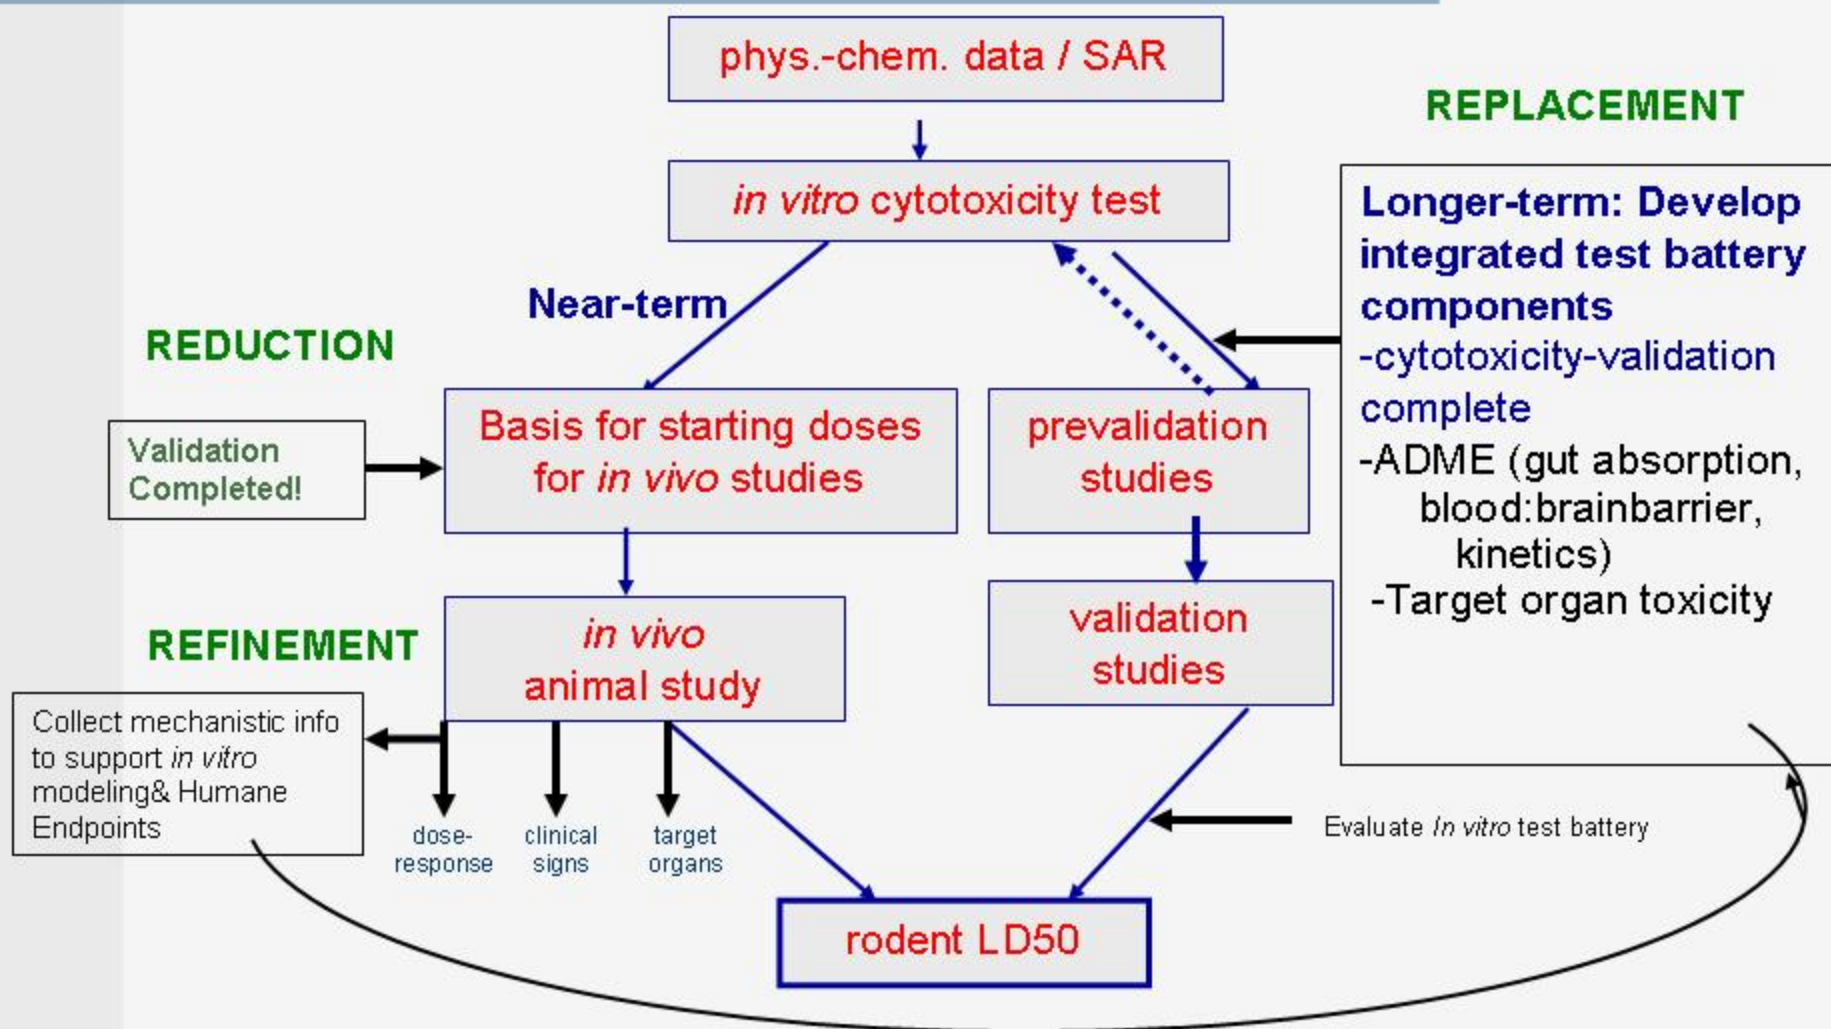 phys.-chem. data / SAR
REPLACEMENT
in vitro cytotoxicity test
Longer-term: Develop
integrated test battery
components
-cytotoxicity-validation
complete
-ADME (gut absorption,
blood:brainbarrier,
kinetics)
-Target organ toxicity
Near-term
REDUCTION
Validation
Completed!
Basis for starting doses
for in vivo studies
prevalidation
studies
REFINEMENT
in vivo
animal study
validation
studies
Collect mechanistic info
to support in vitro
modeling& Humane
Endpoints
dose-
response
clinical
signs
target
organs
Evaluate In vitro test battery
rodent LD50